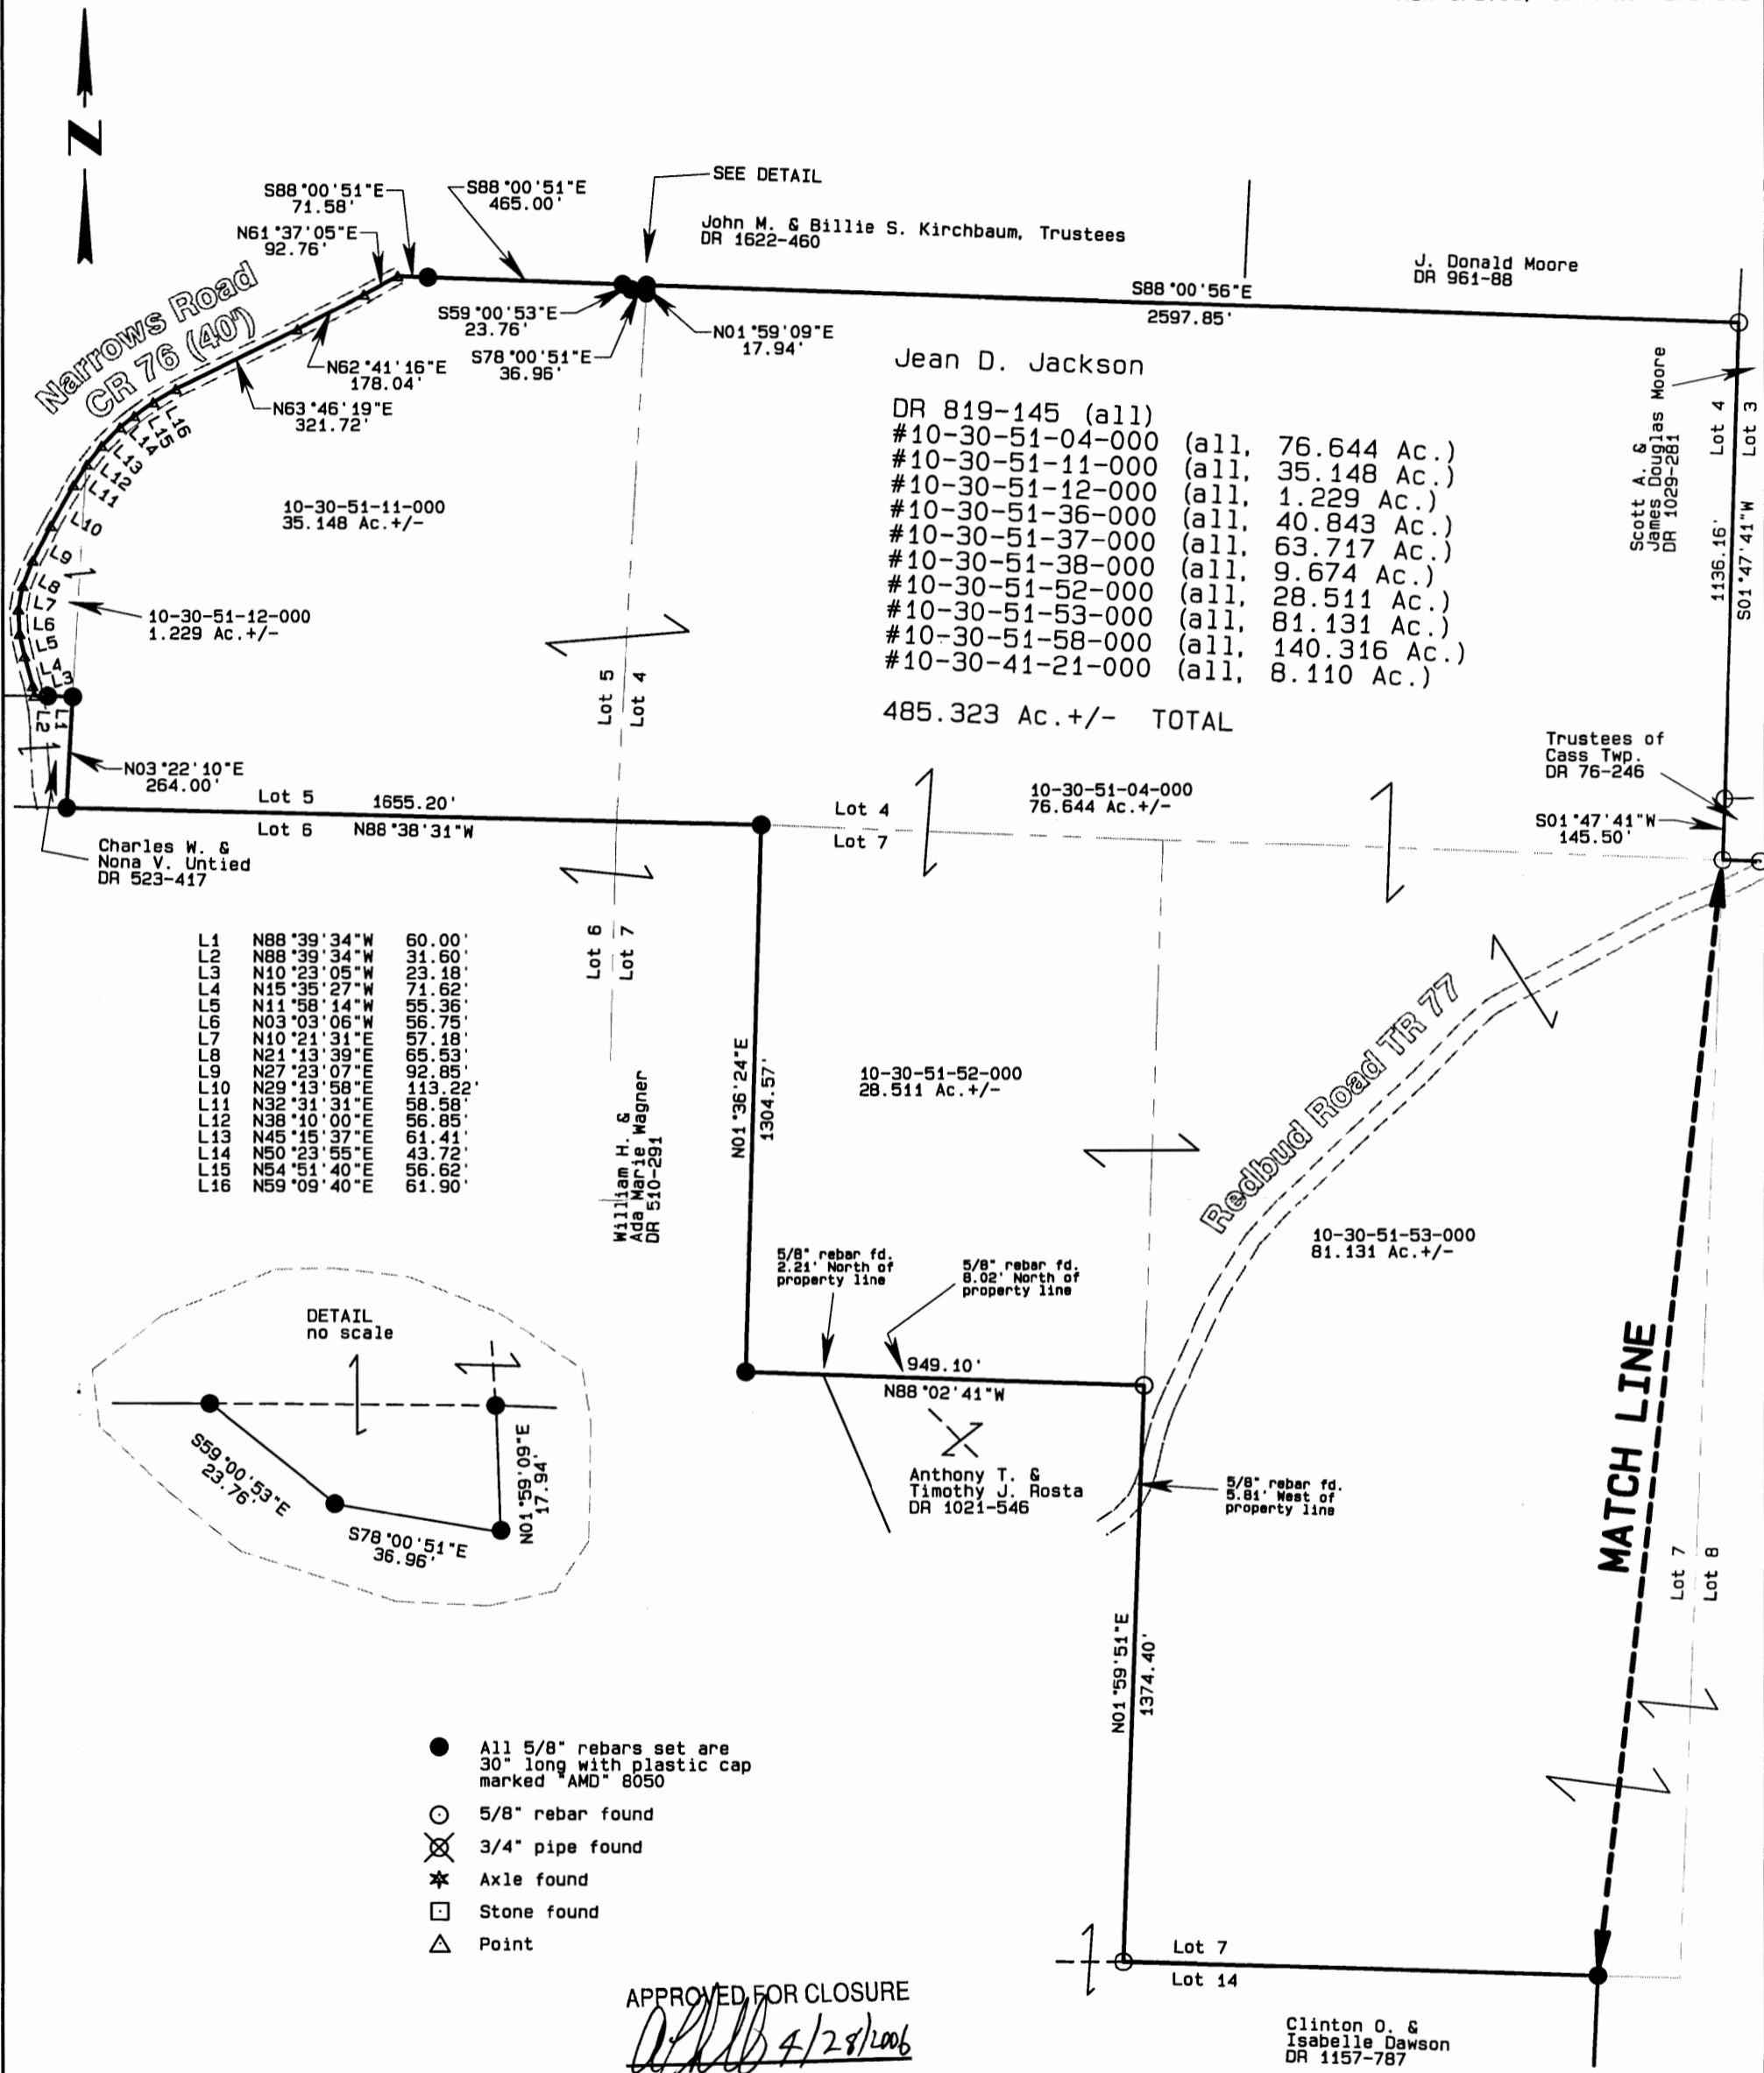 N
SEE DETAIL
S88°00'51"E
71.58'
S88°00'51"E
465.00'
N61°37'05"E
92.76'
John M. & Billie S. Kirchbaum, Trustees
DR 1622-460
J. Donald Moore
DR 961-88
S88°00'56"E
2597.85'
Narrows Road
CR 76 (40')
S59°00'53"E
23.76'
S78°00'51"E
36.96'
N01°59'09"E
17.94'
N62°41'16"E
178.04'
N63°46'19"E
321.72'
L16
L15
L14
L13
L12
L11
L10
L9
L8
L7
L6
L5
L4
L3
L2
L1
10-30-51-11-000
35.148 Ac.+/-
10-30-51-12-000
1.229 Ac.+/-
Jean D. Jackson
DR 819-145 (all)
#10-30-51-04-000 (all, 76.644 Ac.)
#10-30-51-11-000 (all, 35.148 Ac.)
#10-30-51-12-000 (all, 1.229 Ac.)
#10-30-51-36-000 (all, 40.843 Ac.)
#10-30-51-37-000 (all, 63.717 Ac.)
#10-30-51-38-000 (all, 9.674 Ac.)
#10-30-51-52-000 (all, 28.511 Ac.)
#10-30-51-53-000 (all, 81.131 Ac.)
#10-30-51-58-000 (all, 140.316 Ac.)
#10-30-41-21-000 (all, 8.110 Ac.)
485.323 Ac.+/- TOTAL
Scott A. &
James Douglas Moore
DR 1029-281
Lot 4
Lot 3
1136.16'
S01°47'41"W
Lot 5
Lot 4
Trustees of
Cass Twp.
DR 76-246
S01°47'41"W
145.50'
N03°22'10"E
264.00'
Lot 5
1655.20'
Lot 6
N88°38'31"W
Lot 4
Lot 7
10-30-51-04-000
76.644 Ac.+/-
Charles W. &
Nona V. Untied
DR 523-417
Lot 6
Lot 7
L1 N88°39'34"W 60.00'
L2 N88°39'34"W 31.60'
L3 N10°23'05"W 23.18'
L4 N15°35'27"W 71.62'
L5 N11°58'14"W 55.36'
L6 N03°03'06"W 56.75'
L7 N10°21'31"E 57.18'
L8 N21°13'39"E 65.53'
L9 N27°23'07"E 92.85'
L10 N29°13'58"E 113.22'
L11 N32°31'31"E 58.58'
L12 N38°10'00"E 56.85'
L13 N45°15'37"E 61.41'
L14 N50°23'55"E 43.72'
L15 N54°51'40"E 56.62'
L16 N59°09'40"E 61.90'
William H. &
Ada Marie Wagner
DR 510-291
N01°36'24"E
1304.57'
10-30-51-52-000
28.511 Ac.+/-
Redbud Road TR 77
10-30-51-53-000
81.131 Ac.+/-
5/8" rebar fd.
2.21' North of
property line
5/8" rebar fd.
8.02' North of
property line
949.10'
N88°02'41"W
Anthony T. &
Timothy J. Rosta
DR 1021-546
5/8" rebar fd.
5.81' West of
property line
MATCH LINE
Lot 7
Lot 8
DETAIL
no scale
S59°00'53"E
23.76'
S78°00'51"E
36.96'
N01°59'09"E
17.94'
N01°59'51"E
1374.40'
All 5/8" rebars set are
30" long with plastic cap
marked "AMD" 8050
5/8" rebar found
3/4" pipe found
Axle found
Stone found
Point
Lot 7
Lot 14
APPROVED FOR CLOSURE
4/28/2006
Clinton O. &
Isabelle Dawson
DR 1157-787